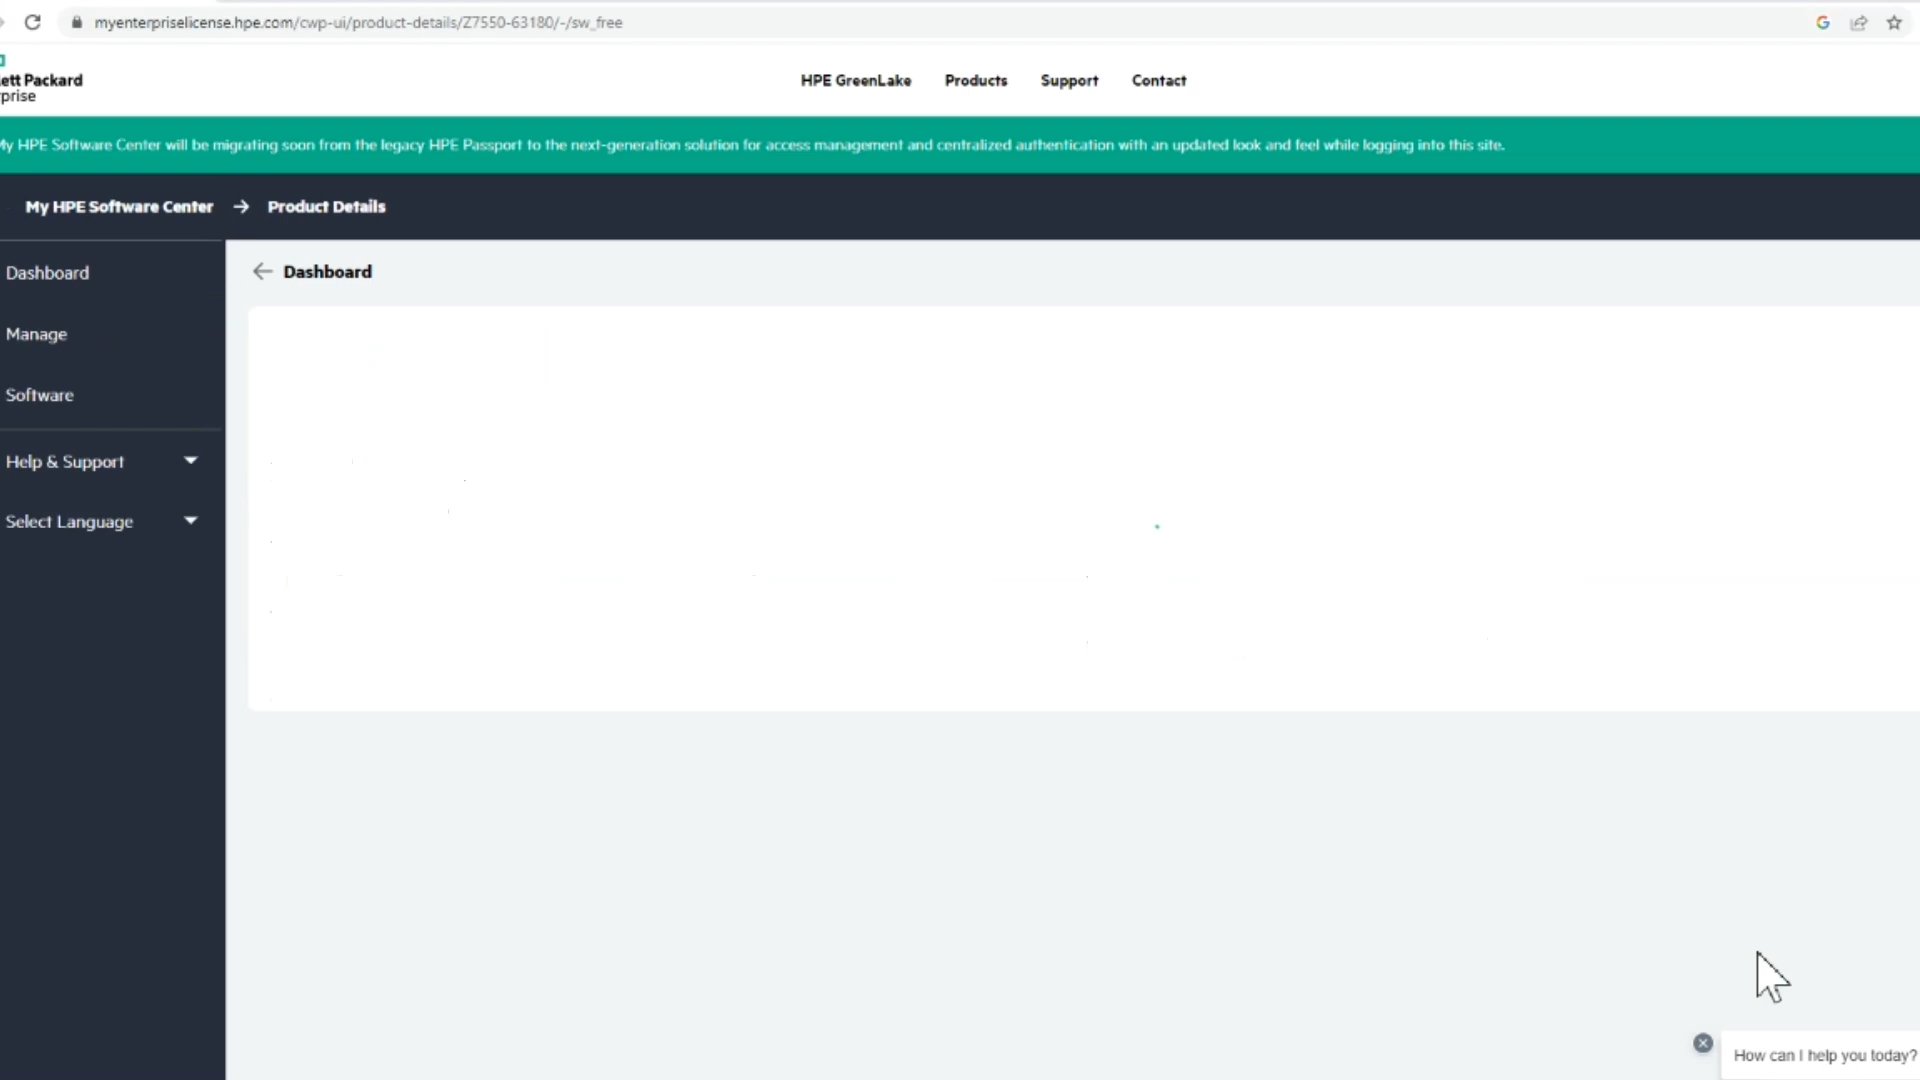 myenterpriselicense.hpe.com/cwp-ui/product-details/Z7550-63180/-/sw_free
ett Packard
prise
HPE GreenLake Products Support Contact
My HPE Software Center will be migrating soon from the legacy HPE Passport to the next-generation solution for access management and centralized authentication with an updated look and feel while logging into this site.
My HPE Software Center → Product Details
Dashboard
Manage
Software
Help & Support
Select Language
← Dashboard
How can I help you today?